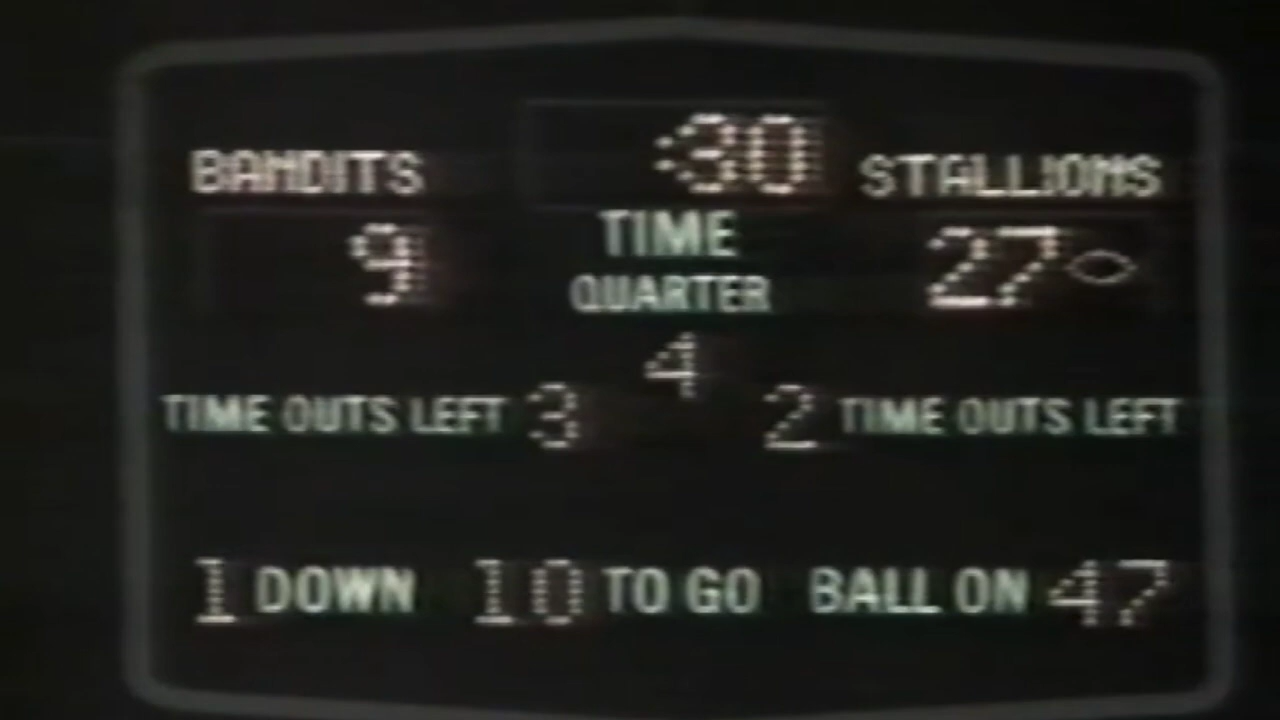 BANDITS :30 STALLIONS
9 TIME 27
QUARTER
4
TIME OUTS LEFT 3 2 TIME OUTS LEFT
1 DOWN 10 TO GO BALL ON 47